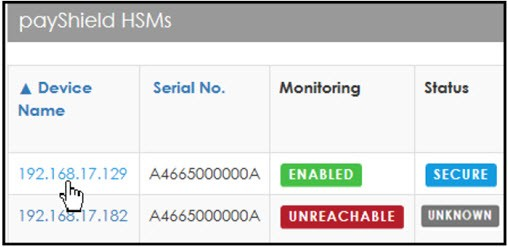 payShield HSMs
▲ Device Name Serial No. Monitoring Status
192.168.17.129 A4665000000A ENABLED SECURE
192.168.17.182 A4665000000A UNREACHABLE UNKNOWN